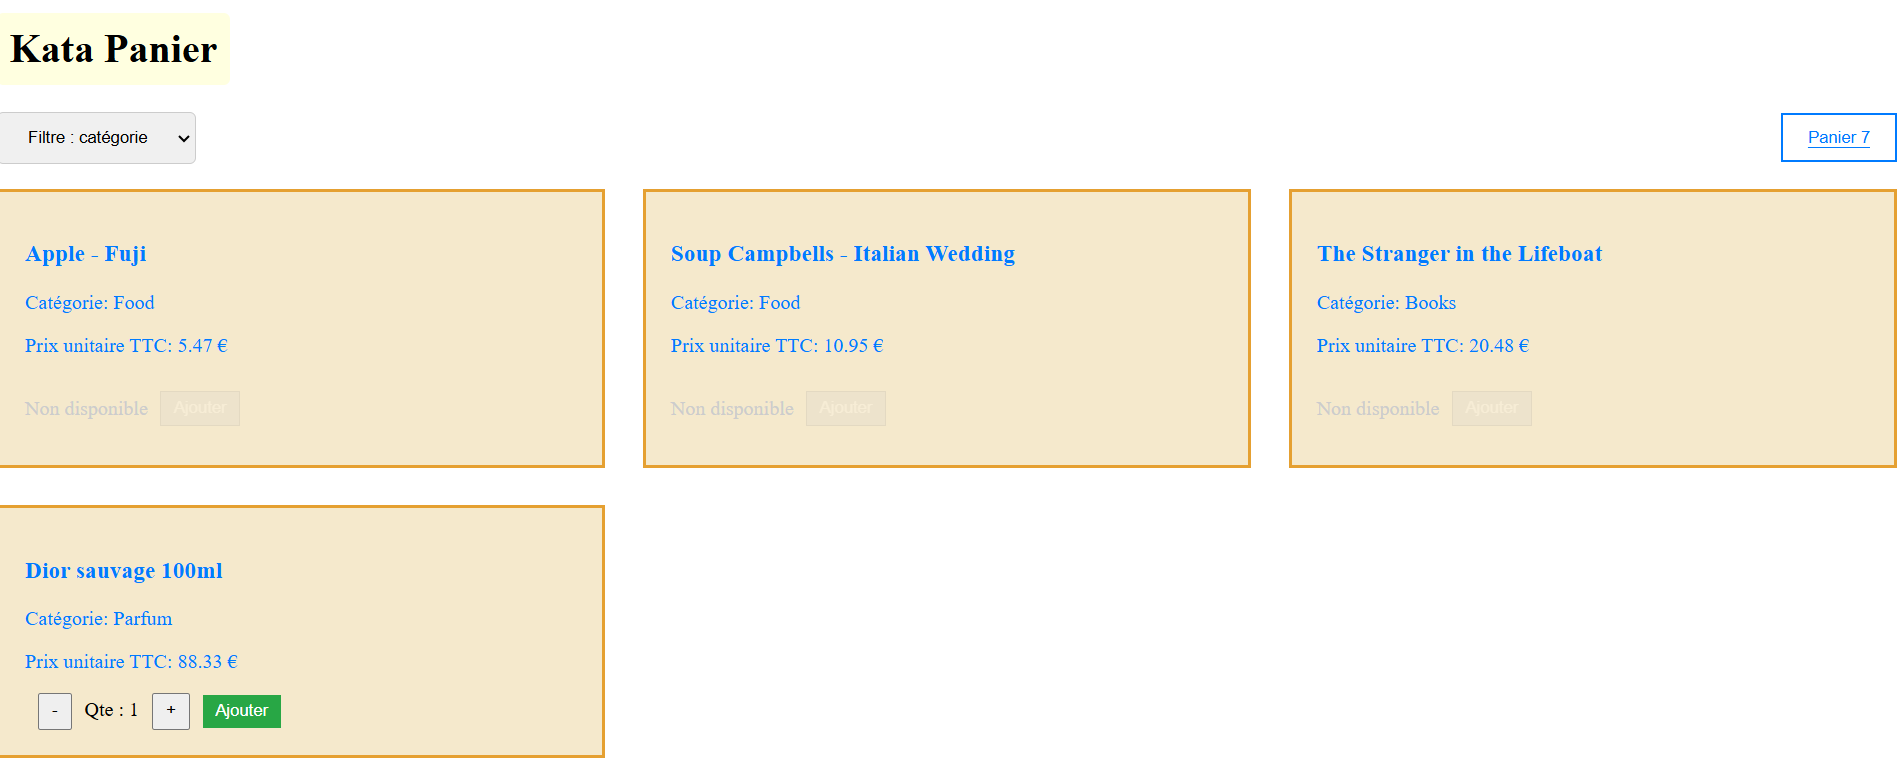 Kata Panier
Filtre : catégorie
Panier 7
Apple - Fuji
Catégorie: Food
Prix unitaire TTC: 5.47 €
Non disponible Ajouter
Soup Campbells - Italian Wedding
Catégorie: Food
Prix unitaire TTC: 10.95 €
Non disponible Ajouter
The Stranger in the Lifeboat
Catégorie: Books
Prix unitaire TTC: 20.48 €
Non disponible Ajouter
Dior sauvage 100ml
Catégorie: Parfum
Prix unitaire TTC: 88.33 €
- Qte : 1 + Ajouter